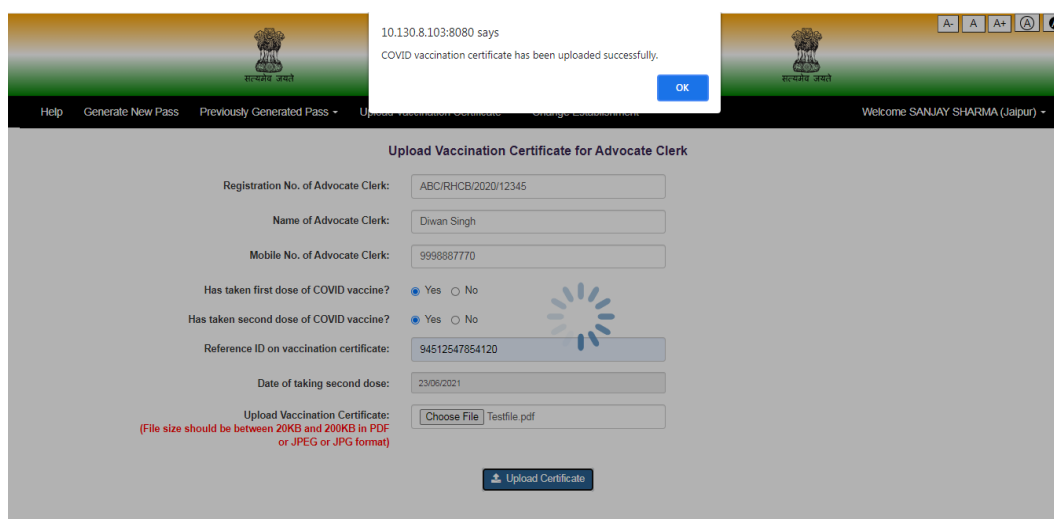 10.130.8.103:8080 says
COVID vaccination certificate has been uploaded successfully.
OK
सत्यमेव जयते
सत्यमेव जयते
A- A A+ A
Help Generate New Pass Previously Generated Pass Upload Vaccination Certificate Change Establishment Welcome SANJAY SHARMA (Jaipur)
Upload Vaccination Certificate for Advocate Clerk
Registration No. of Advocate Clerk: ABC/RHCB/2020/12345
Name of Advocate Clerk: Diwan Singh
Mobile No. of Advocate Clerk: 9998887770
Has taken first dose of COVID vaccine? Yes No
Has taken second dose of COVID vaccine? Yes No
Reference ID on vaccination certificate: 94512547854120
Date of taking second dose: 23/06/2021
Upload Vaccination Certificate: Choose File Testfile.pdf
(File size should be between 20KB and 200KB in PDF
or JPEG or JPG format)
Upload Certificate